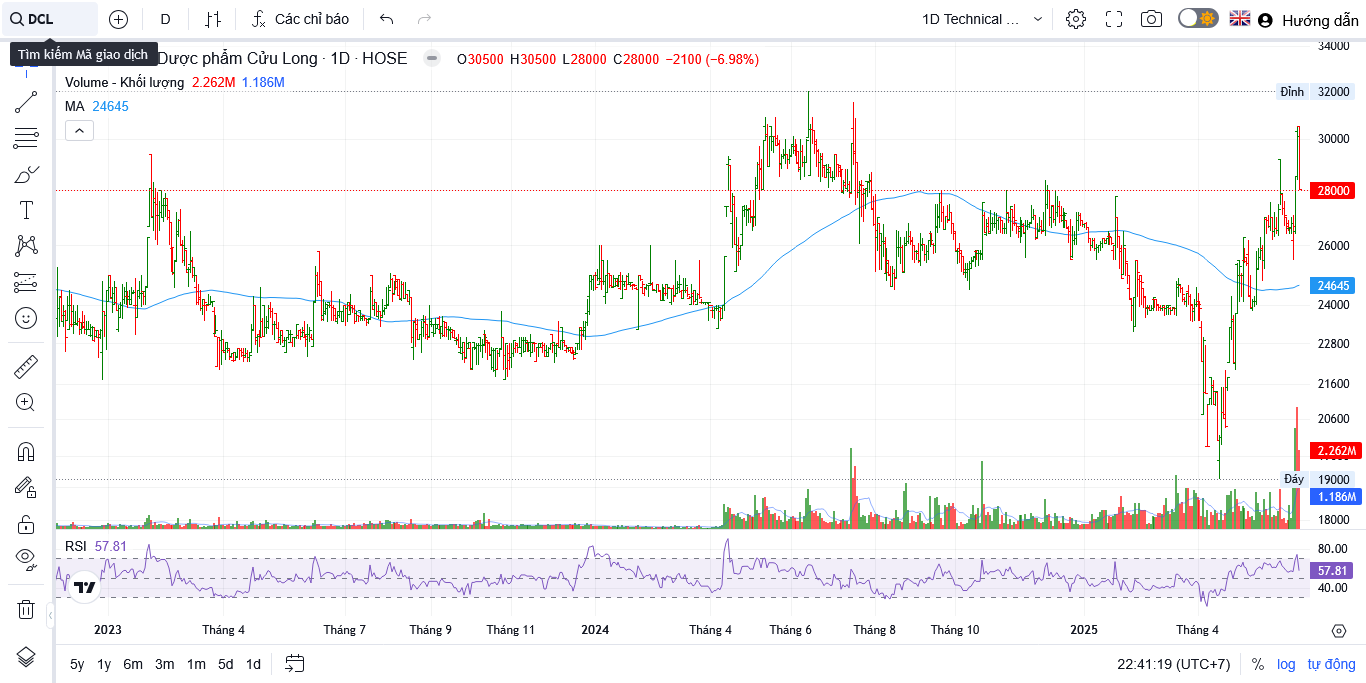 DCL
D
Các chỉ báo
1D Technical ...
Hướng dẫn
Tìm kiếm Mã giao dịch
Dược phẩm Cửu Long · 1D · HOSE
O30500 H30500 L28000 C28000 −2100 (−6.98%)
Volume - Khối lượng 2.262M 1.186M
MA 24645
34000
Đỉnh 32000
30000
28000
26000
24645
24000
22800
21600
20600
2.262M
Đáy 19000
1.186M
18000
RSI 57.81
80.00
57.81
40.00
2023 Tháng 4 Tháng 7 Tháng 9 Tháng 11 2024 Tháng 4 Tháng 6 Tháng 8 Tháng 10 2025 Tháng 4
5y 1y 6m 3m 1m 5d 1d
22:41:19 (UTC+7) % log tự động